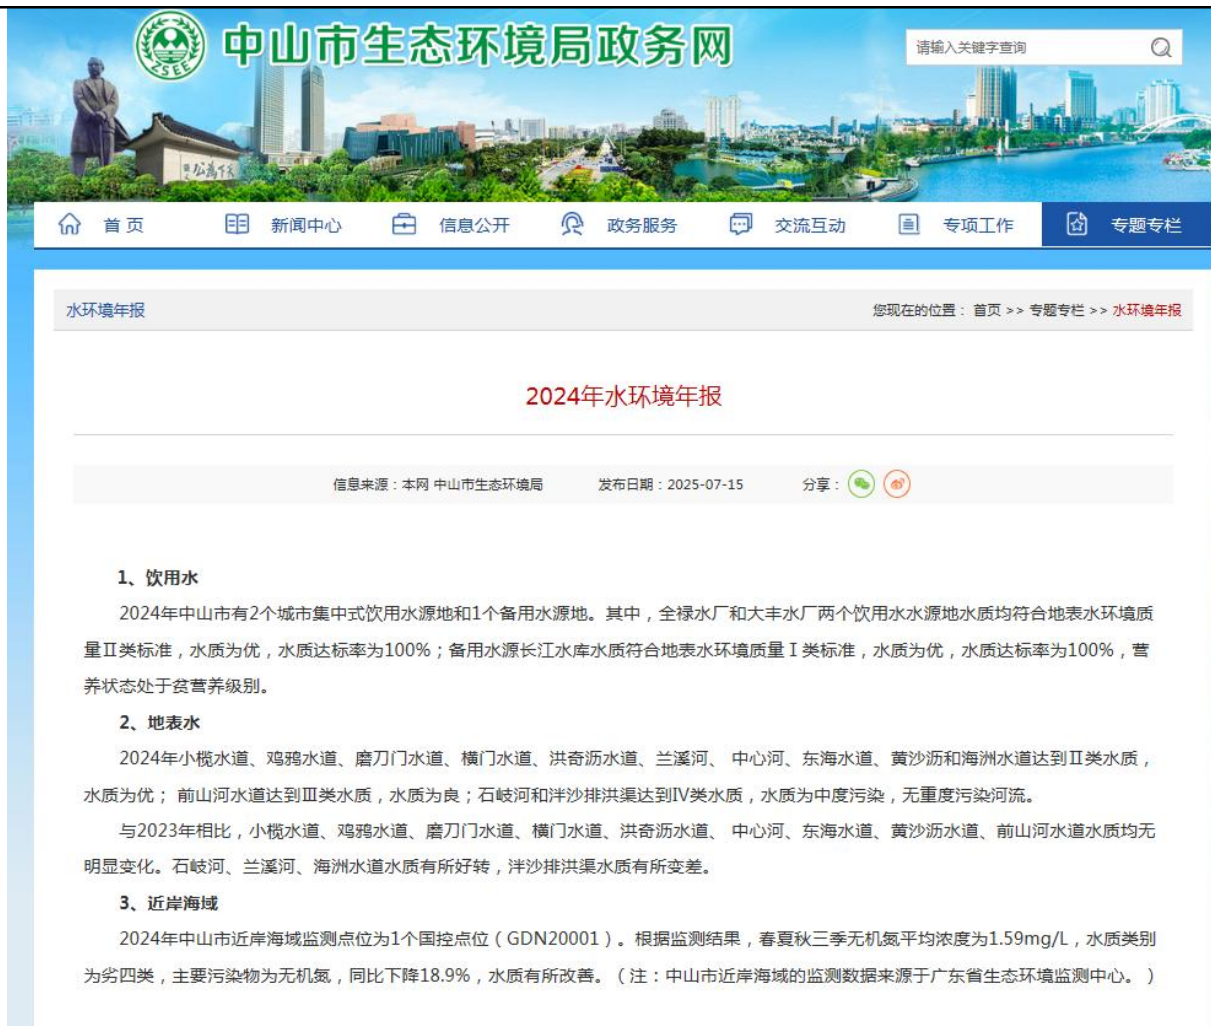 中山市生态环境局政务网
ZSEE
请输入关键字查询
首 页
新闻中心
信息公开
政务服务
交流互动
专项工作
专题专栏
水环境年报
您现在的位置： 首页 >> 专题专栏 >> 水环境年报
2024年水环境年报
信息来源：本网 中山市生态环境局 发布日期：2025-07-15 分享：
1、饮用水
2024年中山市有2个城市集中式饮用水源地和1个备用水源地。其中，全禄水厂和大丰水厂两个饮用水水源地水质均符合地表水环境质
量Ⅱ类标准，水质为优，水质达标率为100%；备用水源长江水库水质符合地表水环境质量Ⅰ类标准，水质为优，水质达标率为100%，营
养状态处于贫营养级别。
2、地表水
2024年小榄水道、鸡鸦水道、磨刀门水道、横门水道、洪奇沥水道、兰溪河、 中心河、东海水道、黄沙沥和海洲水道达到Ⅱ类水质，
水质为优； 前山河水道达到Ⅲ类水质，水质为良；石岐河和泮沙排洪渠达到Ⅳ类水质，水质为中度污染，无重度污染河流。
与2023年相比，小榄水道、鸡鸦水道、磨刀门水道、横门水道、洪奇沥水道、 中心河、东海水道、黄沙沥水道、前山河水道水质均无
明显变化。石岐河、兰溪河、海洲水道水质有所好转，泮沙排洪渠水质有所变差。
3、近岸海域
2024年中山市近岸海域监测点位为1个国控点位（GDN20001）。根据监测结果，春夏秋三季无机氮平均浓度为1.59mg/L，水质类别
为劣四类，主要污染物为无机氮，同比下降18.9%，水质有所改善。（注：中山市近岸海域的监测数据来源于广东省生态环境监测中心。）